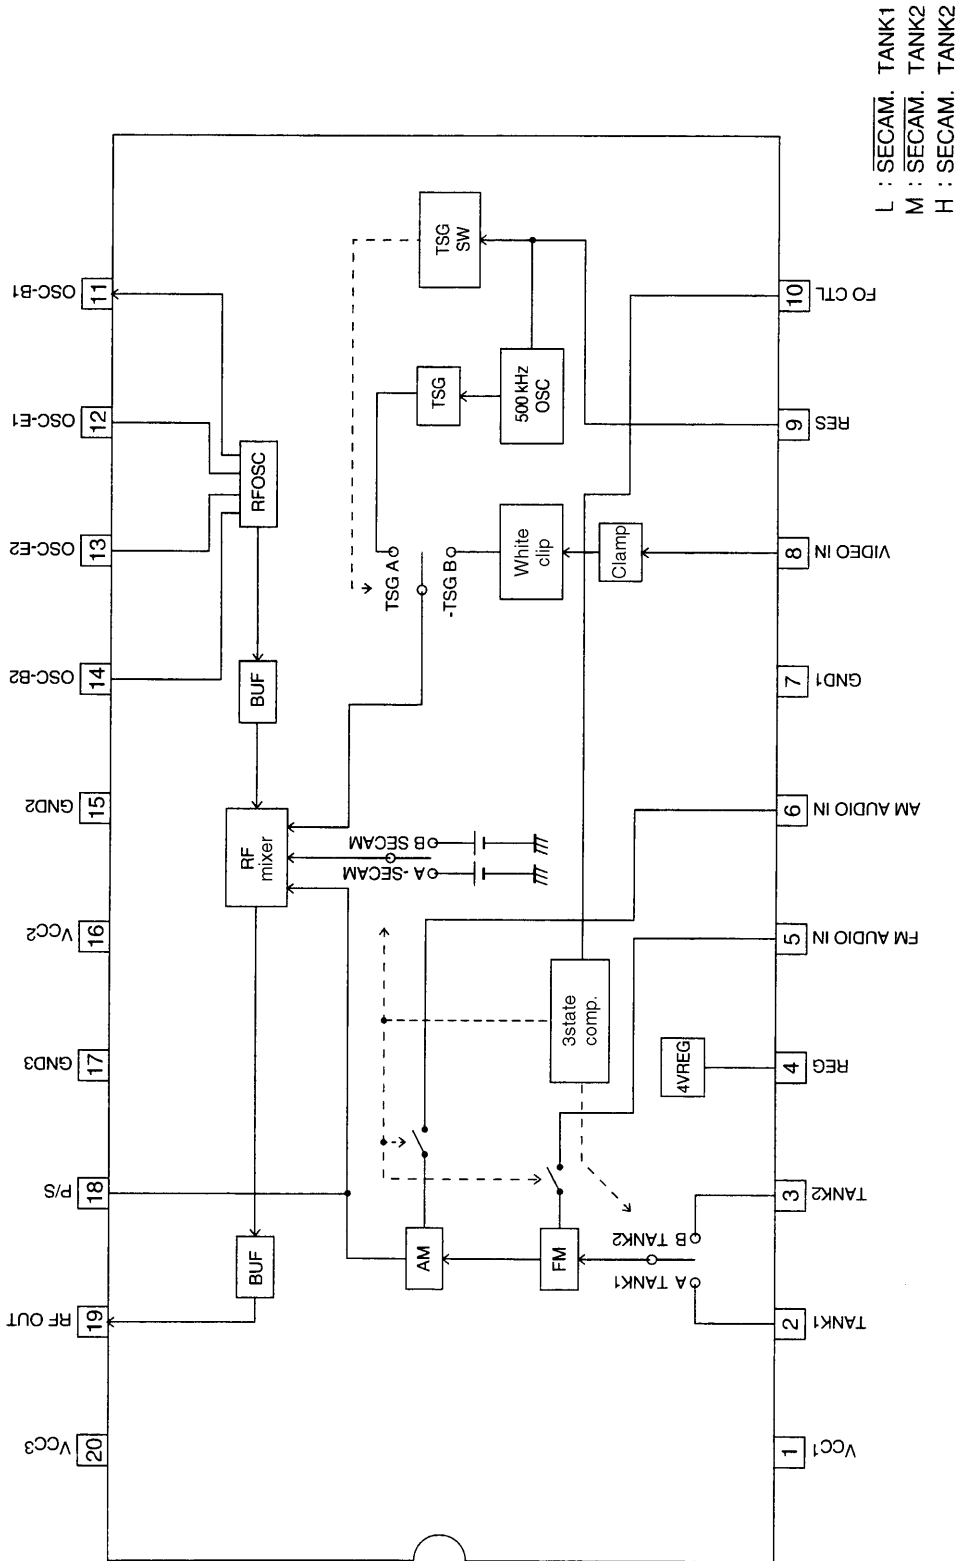 L : SECAM. TANK1
M : SECAM. TANK2
H : SECAM. TANK2
20 VCC3
19 RF OUT
18 P/S
17 GND3
16 VCC2
15 GND2
14 OSC-B2
13 OSC-E2
12 OSC-E1
11 OSC-B1
BUF
RF
mixer
BUF
RFOSC
AM
A -SECAM
B SECAM
TSG A
-TSG B
TSG
TSG
SW
FM
3state
comp.
White
clip
500 kHz
OSC
A TANK1
B TANK2
4VREG
Clamp
1 VCC1
2 TANK1
3 TANK2
4 REG
5 FM AUDIO IN
6 AM AUDIO IN
7 GND1
8 VIDEO IN
9 RES
10 FO CTL